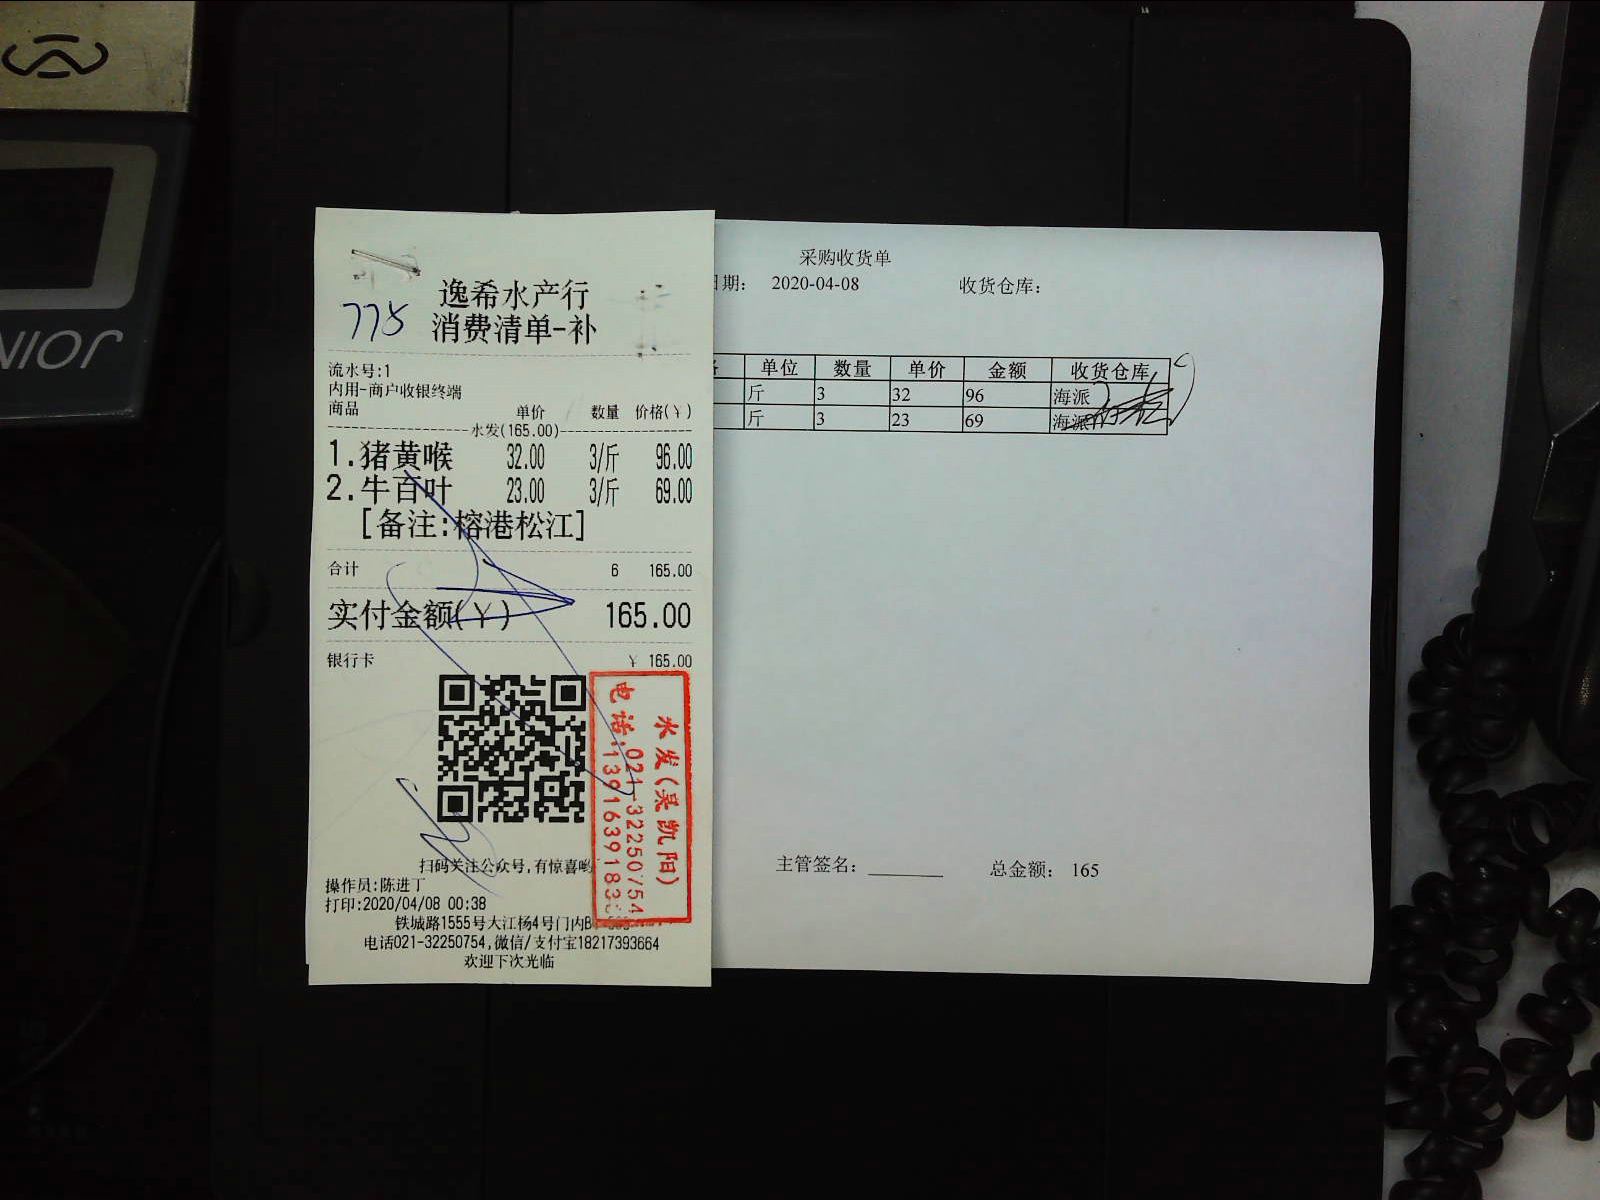 NIOR
775
逸希水产行
消费清单-补
流水号:1
内用-商户收银终端
商品 单价 数量 价格(￥)
水发(165.00)
1.猪黄喉 32.00 3/斤 96.00
2.牛百叶 23.00 3/斤 69.00
[备注:榕港松江]
合计 6 165.00
实付金额(￥) 165.00
银行卡 ￥ 165.00
水发(吴凯阳)
电话:021-32250754
扫码关注公众号,有惊喜哟
操作员:陈进丁
打印:2020/04/08 00:38
铁城路1555号大江杨4号门内
电话021-32250754,微信/支付宝18217393664
欢迎下次光临
采购收货单
日期: 2020-04-08 收货仓库:
单位 数量 单价 金额 收货仓库
斤 3 32 96 海派
斤 3 23 69 海派
主管签名: 总金额: 165